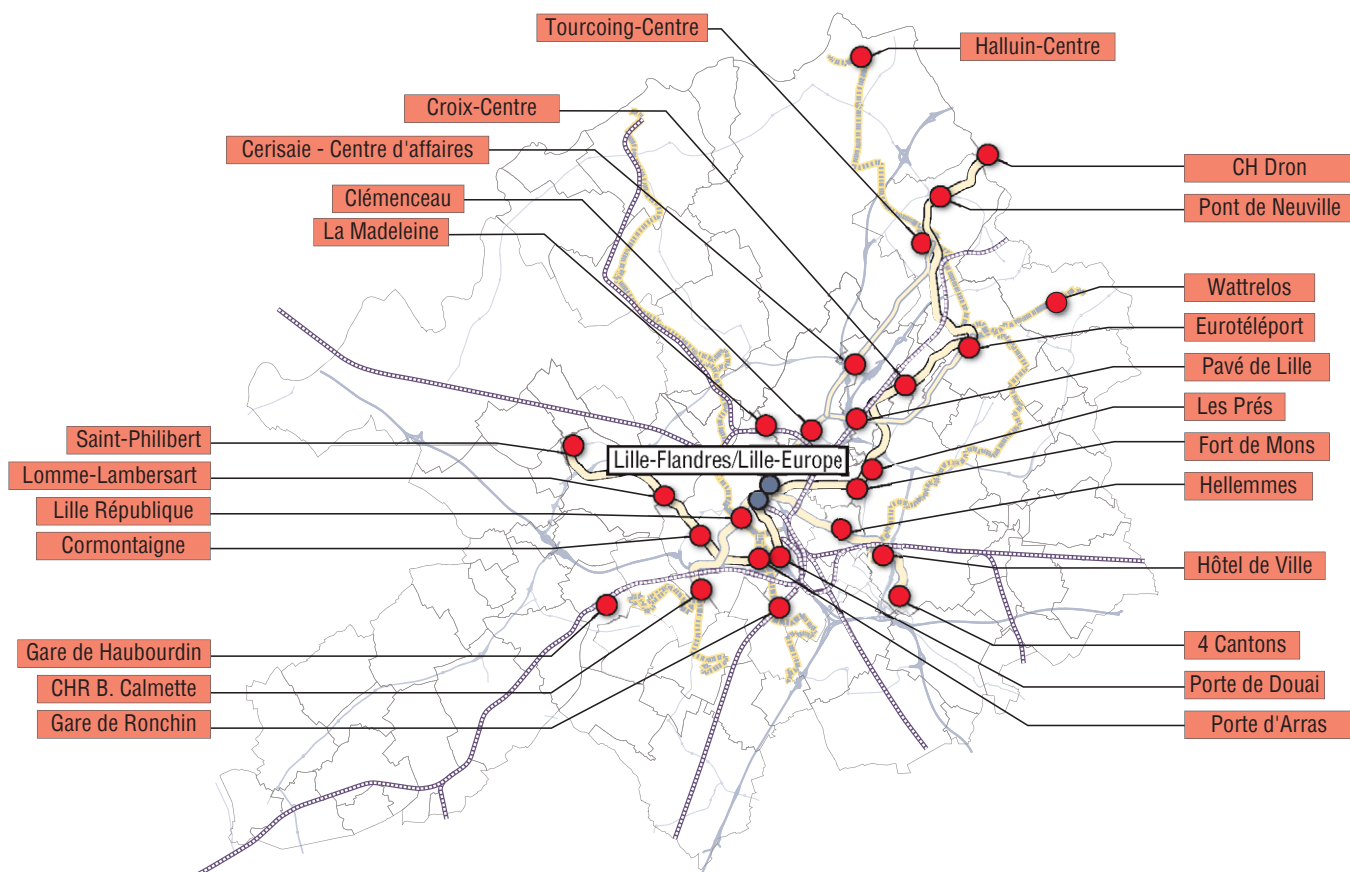 Tourcoing-Centre
Halluin-Centre
Croix-Centre
Cerisaie - Centre d'affaires
CH Dron
Clémenceau
Pont de Neuville
La Madeleine
Wattrelos
Eurotéléport
Pavé de Lille
Les Prés
Saint-Philibert
Fort de Mons
Lille-Flandres/Lille-Europe
Lomme-Lambersart
Hellemmes
Lille République
Cormontaigne
Hôtel de Ville
Gare de Haubourdin
4 Cantons
CHR B. Calmette
Porte de Douai
Gare de Ronchin
Porte d'Arras